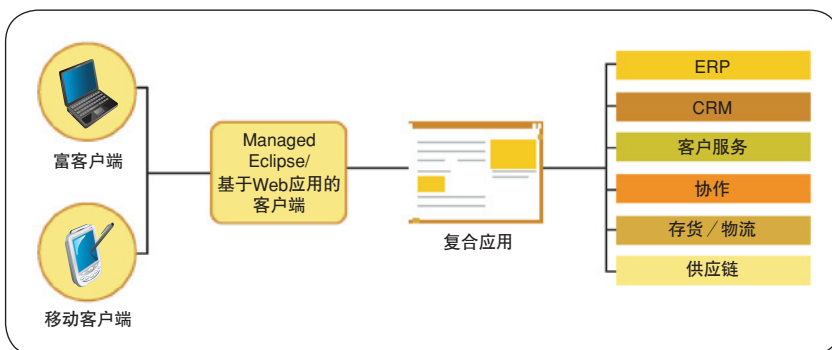 富客户端
移动客户端
Managed
Eclipse/
基于Web应用的
客户端
复合应用
ERP
CRM
客户服务
协作
存货／物流
供应链